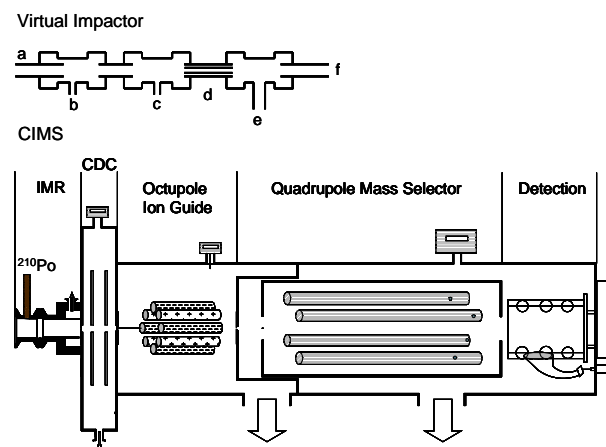 Virtual Impactor
a
f
b
c
d
e
CIMS
CDC
IMR
Octupole
Ion Guide
Quadrupole Mass Selector
Detection
²¹⁰Po